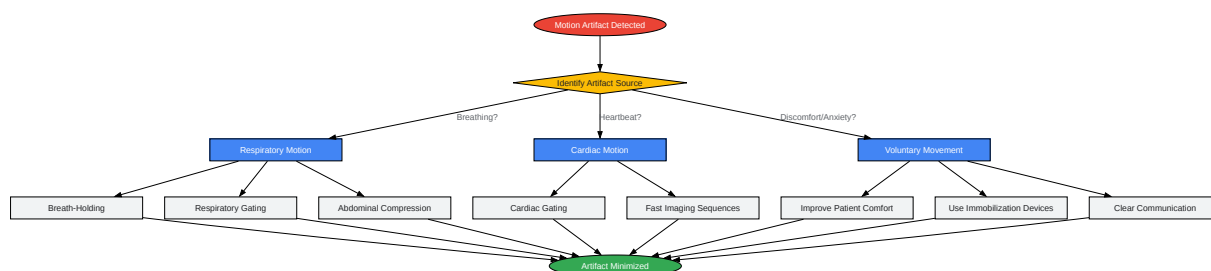 Motion Artifact Detected
Identify Artifact Source
Breathing?
Heartbeat?
Discomfort/Anxiety?
Respiratory Motion
Cardiac Motion
Voluntary Movement
Breath-Holding
Respiratory Gating
Abdominal Compression
Cardiac Gating
Fast Imaging Sequences
Improve Patient Comfort
Use Immobilization Devices
Clear Communication
Artifact Minimized